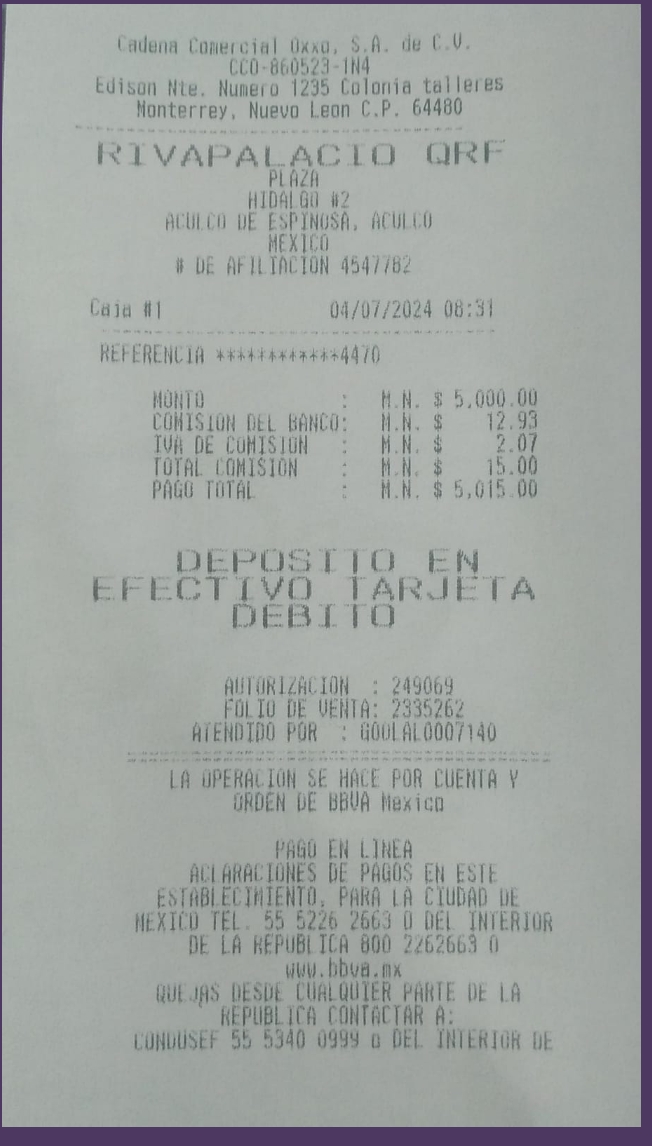 Cadena Comercial Oxxo, S.A. de C.V.
CCO-860523-1N4
Edison Nte. Numero 1235 Colonia talleres
Monterrey, Nuevo Leon C.P. 64480
RIVAPALACIO QRF
PLAZA
HIDALGO #2
ACULCO DE ESPINOSA, ACULCO
MEXICO
# DE AFILIACION 4547782
Caja #1 04/07/2024 08:31
REFERENCIA ************4470
MONTO : M.N. $ 5,000.00
COMISION DEL BANCO: M.N. $ 12.93
IVA DE COMISION : M.N. $ 2.07
TOTAL COMISION : M.N. $ 15.00
PAGO TOTAL : M.N. $ 5,015.00
DEPOSITO EN
EFECTIVO TARJETA
DEBITO
AUTORIZACION : 249069
FOLIO DE VENTA: 2335262
ATENDIDO POR : GOOLAL0007140
LA OPERACION SE HACE POR CUENTA Y
ORDEN DE BBVA Mexico
PAGO EN LINEA
ACLARACIONES DE PAGOS EN ESTE
ESTABLECIMIENTO, PARA LA CIUDAD DE
MEXICO TEL. 55 5226 2663 O DEL INTERIOR
DE LA REPUBLICA 800 2262663 O
www.bbva.mx
QUEJAS DESDE CUALQUIER PARTE DE LA
REPUBLICA CONTACTAR A:
CONDUSEF 55 5340 0999 o DEL INTERIOR DE